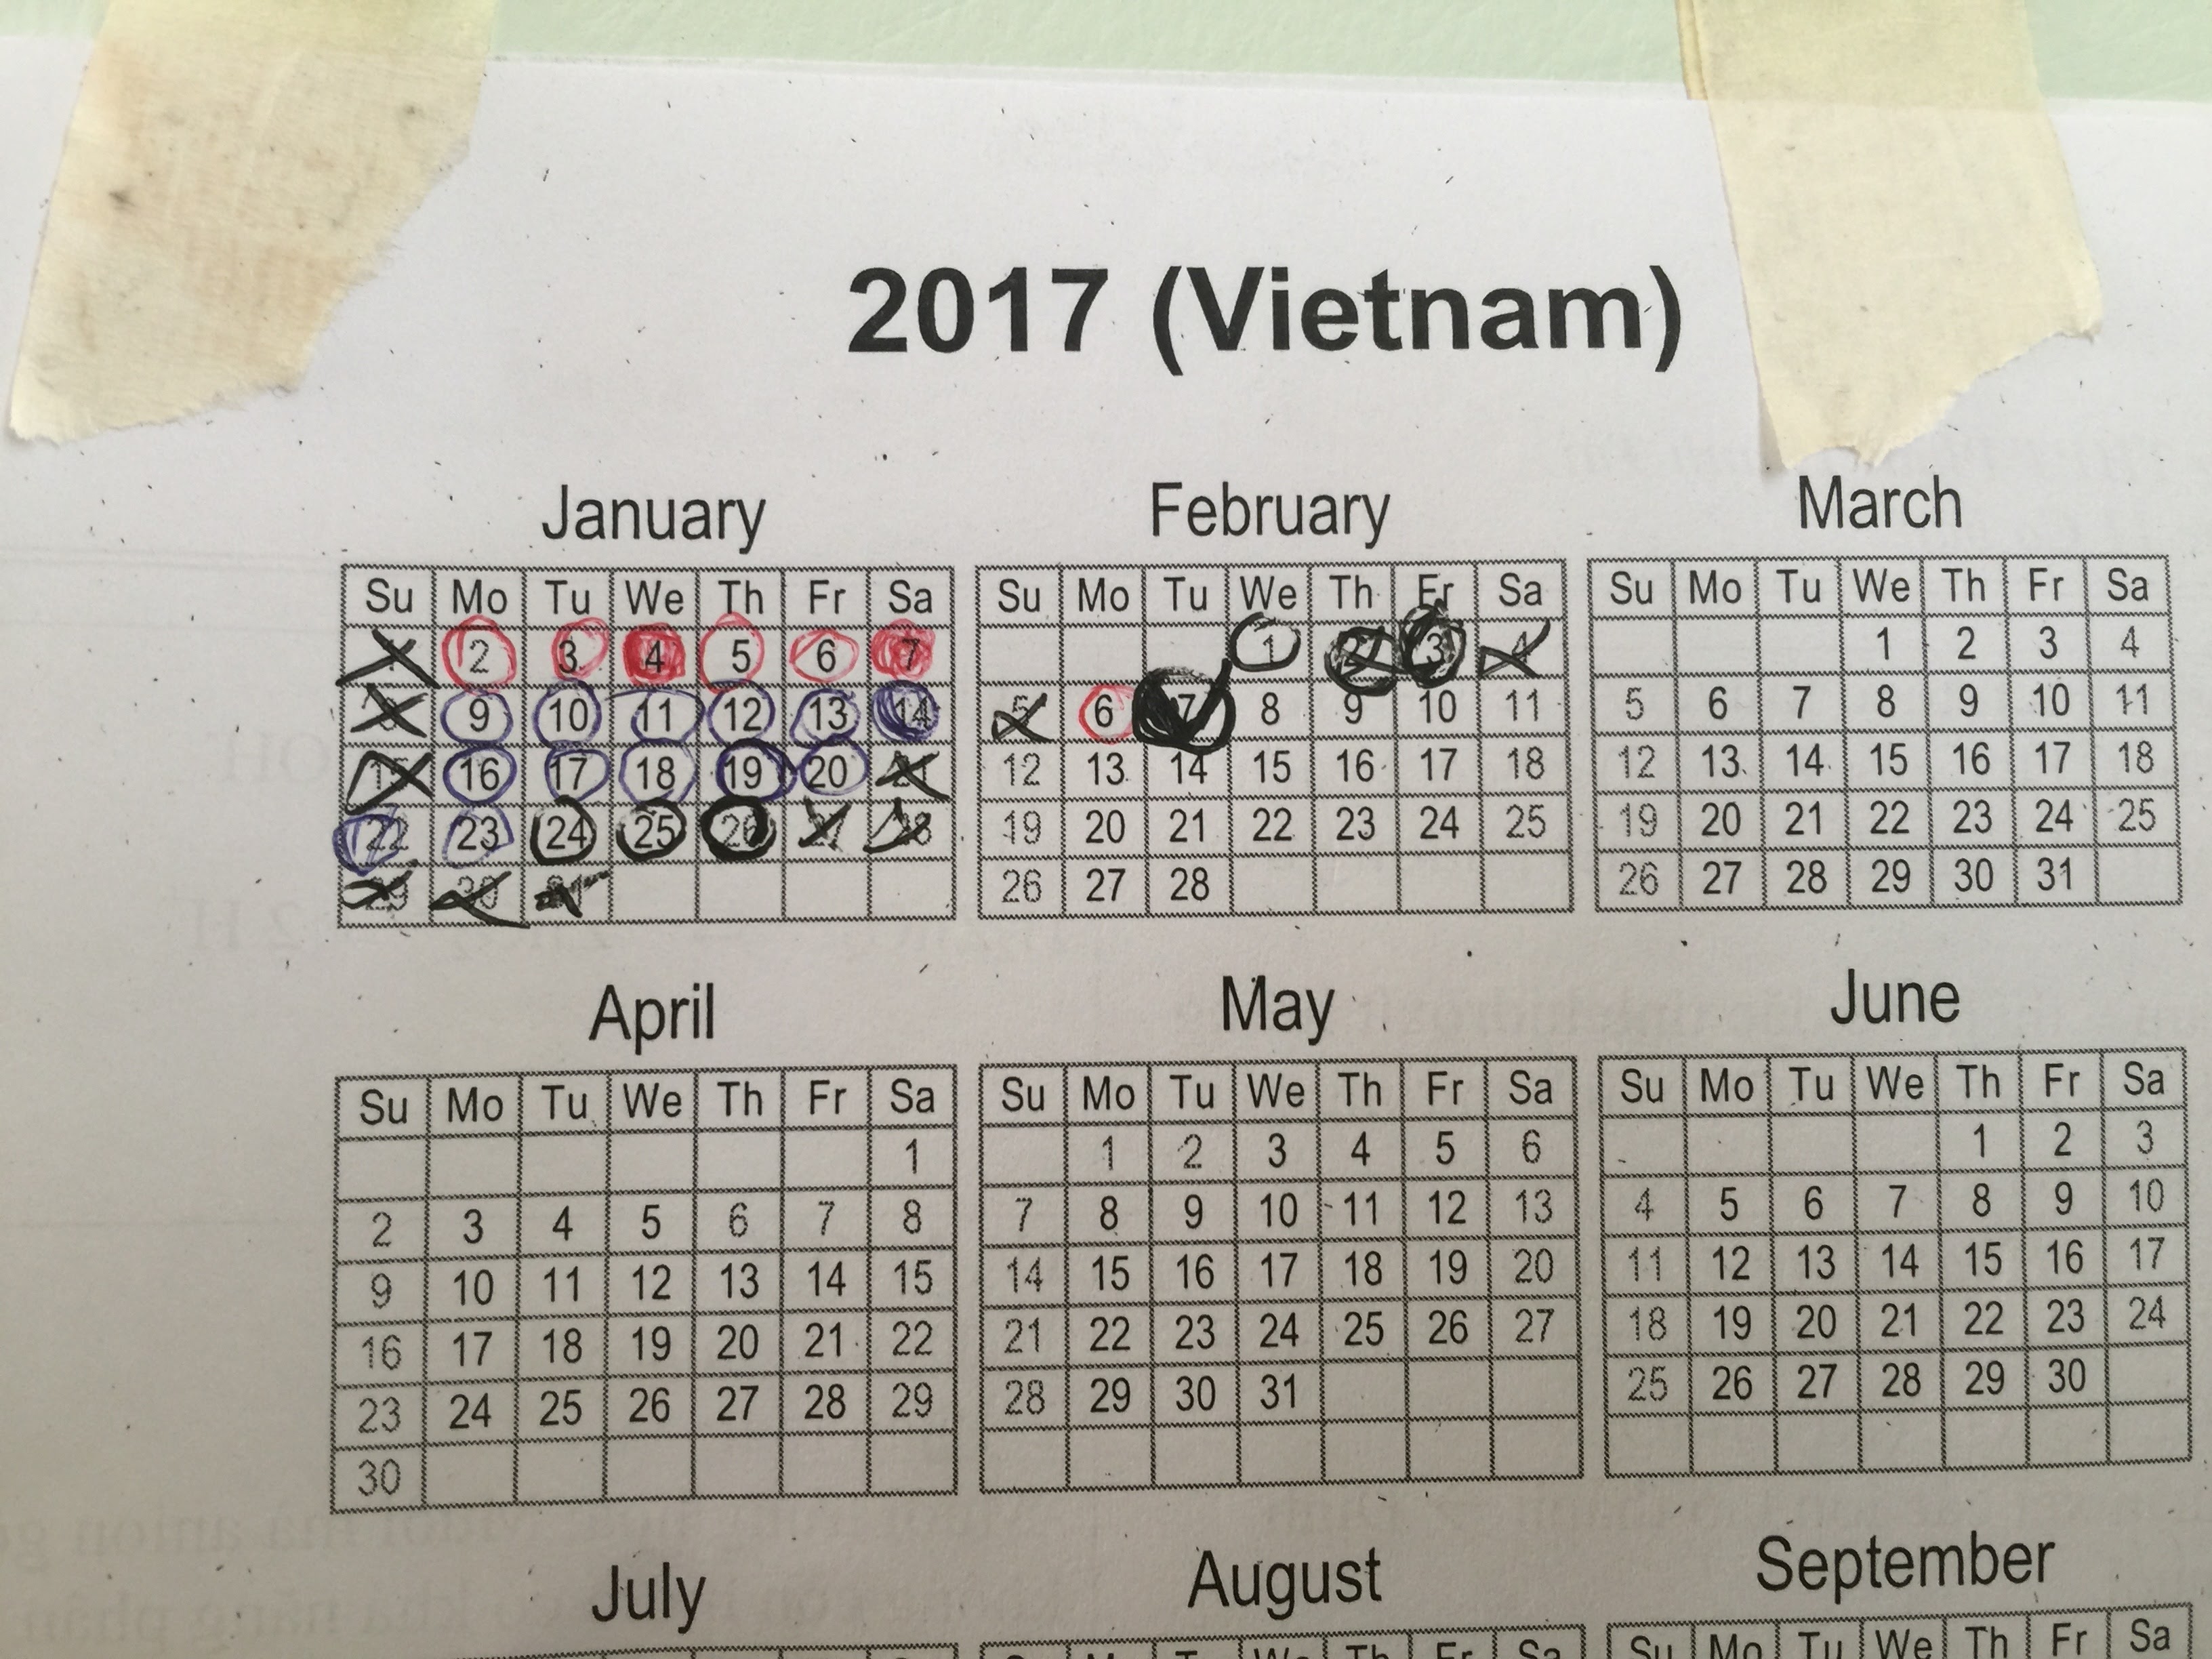 2017 (Vietnam)
January February March
Su Mo Tu We Th Fr Sa Su Mo Tu We Th Fr Sa Su Mo Tu We Th Fr Sa
2 3 4 5 6 7 1 2 3 4 1 2 3 4
9 10 11 12 13 14 5 6 7 8 9 10 11 5 6 7 8 9 10 11
15 16 17 18 19 20 21 12 13 14 15 16 17 18 12 13 14 15 16 17 18
22 23 24 25 26 27 28 19 20 21 22 23 24 25 19 20 21 22 23 24 25
29 30 31 26 27 28 26 27 28 29 30 31
April May June
Su Mo Tu We Th Fr Sa Su Mo Tu We Th Fr Sa Su Mo Tu We Th Fr Sa
1 1 2 3 4 5 6 1 2 3
2 3 4 5 6 7 8 7 8 9 10 11 12 13 4 5 6 7 8 9 10
9 10 11 12 13 14 15 14 15 16 17 18 19 20 11 12 13 14 15 16 17
16 17 18 19 20 21 22 21 22 23 24 25 26 27 18 19 20 21 22 23 24
23 24 25 26 27 28 29 28 29 30 31 25 26 27 28 29 30
30
July August September
Su Mo Tu We Th Fr Sa